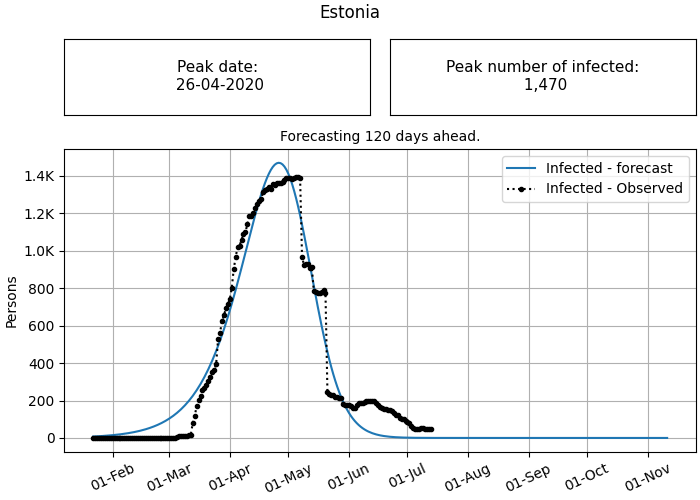 Estonia
Peak date:
26-04-2020
Peak number of infected:
1,470
Forecasting 120 days ahead.
Infected - forecast
Infected - Observed
1.4K
1.2K
1.0K
800
600
400
200
0
Persons
01-Feb
01-Mar
01-Apr
01-May
01-Jun
01-Jul
01-Aug
01-Sep
01-Oct
01-Nov